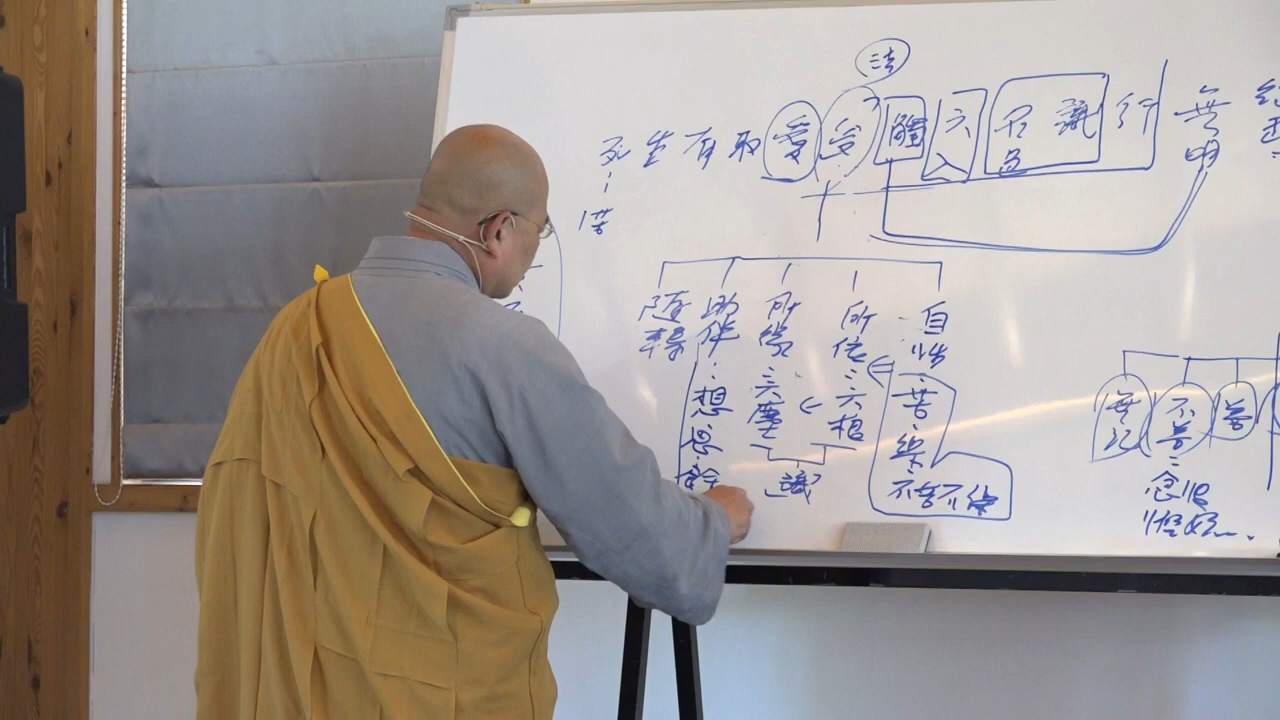 法
死 生 有 取 愛 受 觸 六入 名色 識 行 無明
苦
自性：苦、樂、不苦不樂
所依：六根
所緣：六塵
識
助伴：想、思、餘
隨轉
無記
不善：忿恨惱
善